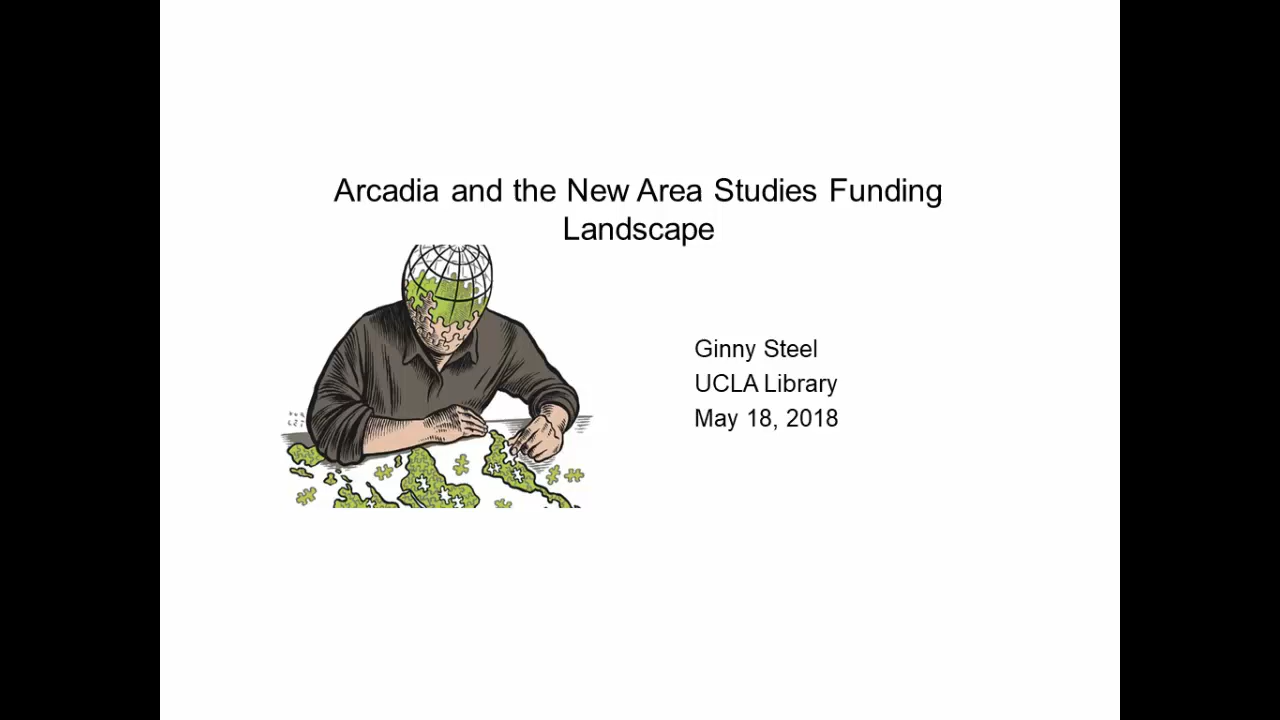 Arcadia and the New Area Studies Funding
Landscape
Ginny Steel
UCLA Library
May 18, 2018